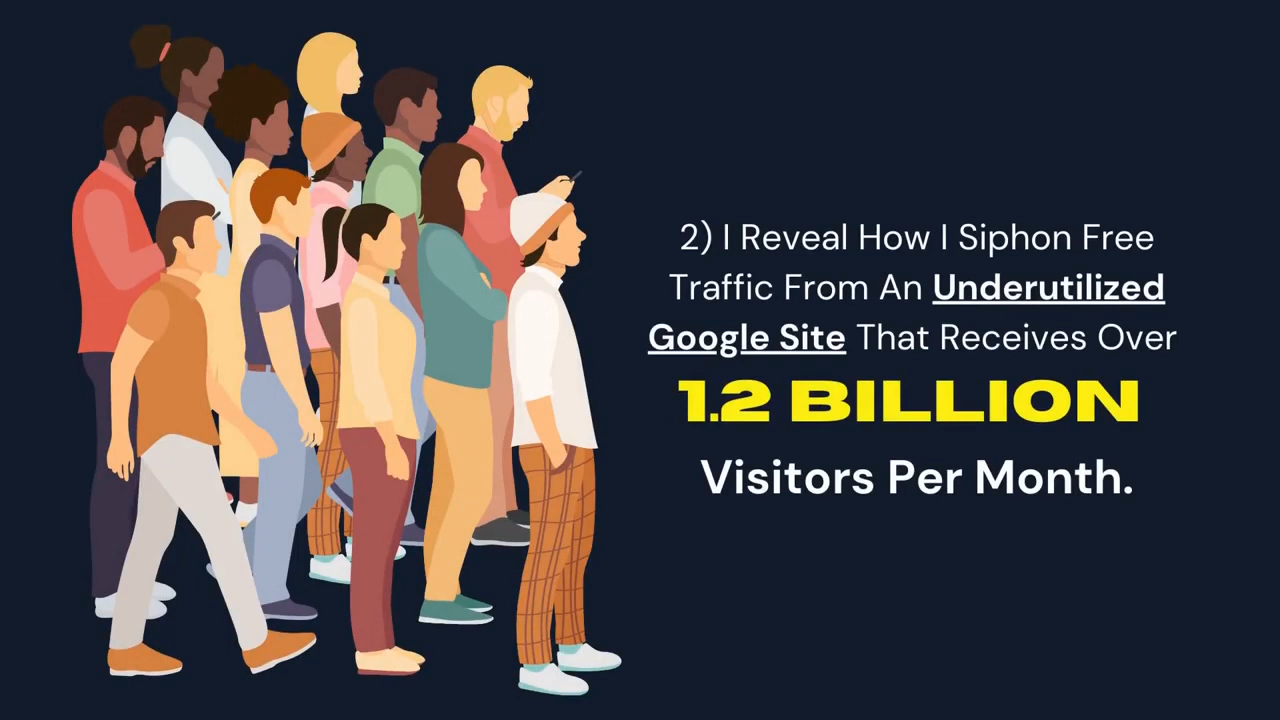 2) I Reveal How I Siphon Free
Traffic From An Underutilized
Google Site That Receives Over
1.2 BILLION
Visitors Per Month.